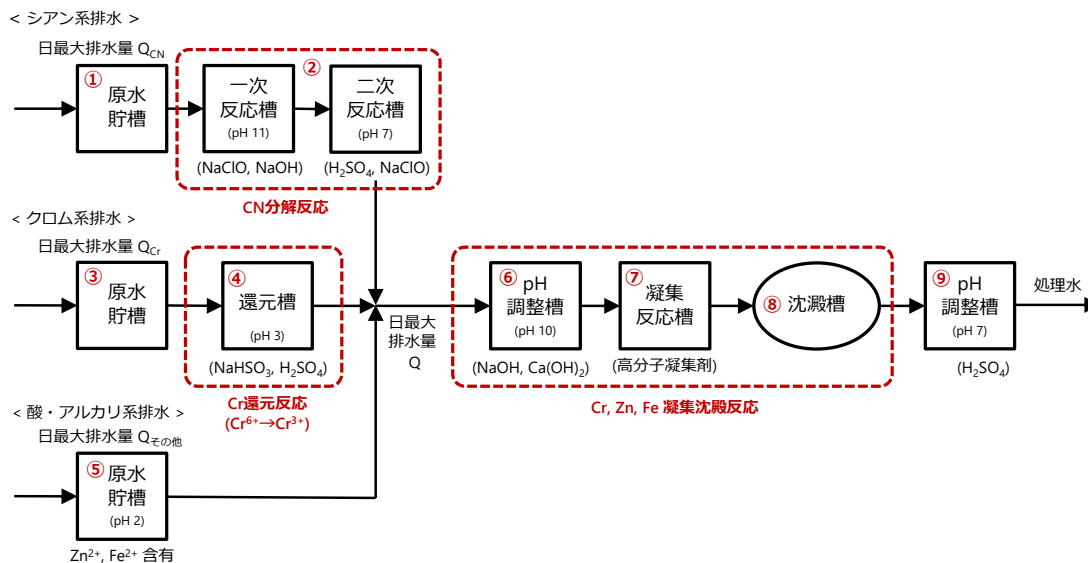 < シアン系排水 >
日最大排水量 QCN
①
原水
貯槽
②
一次
反応槽
(pH 11)
二次
反応槽
(pH 7)
(NaClO, NaOH)
(H2SO4, NaClO)
CN分解反応
< クロム系排水 >
日最大排水量 QCr
③
原水
貯槽
④
還元槽
(pH 3)
(NaHSO3, H2SO4)
Cr還元反応
(Cr6+→Cr3+)
日最大
排水量
Q
⑥
pH
調整槽
(pH 10)
(NaOH, Ca(OH)2)
⑦
凝集
反応槽
(高分子凝集剤)
⑧ 沈澱槽
Cr, Zn, Fe 凝集沈殿反応
⑨
pH
調整槽
(pH 7)
(H2SO4)
処理水
< 酸・アルカリ系排水 >
日最大排水量 Qその他
⑤
原水
貯槽
(pH 2)
Zn2+, Fe2+ 含有